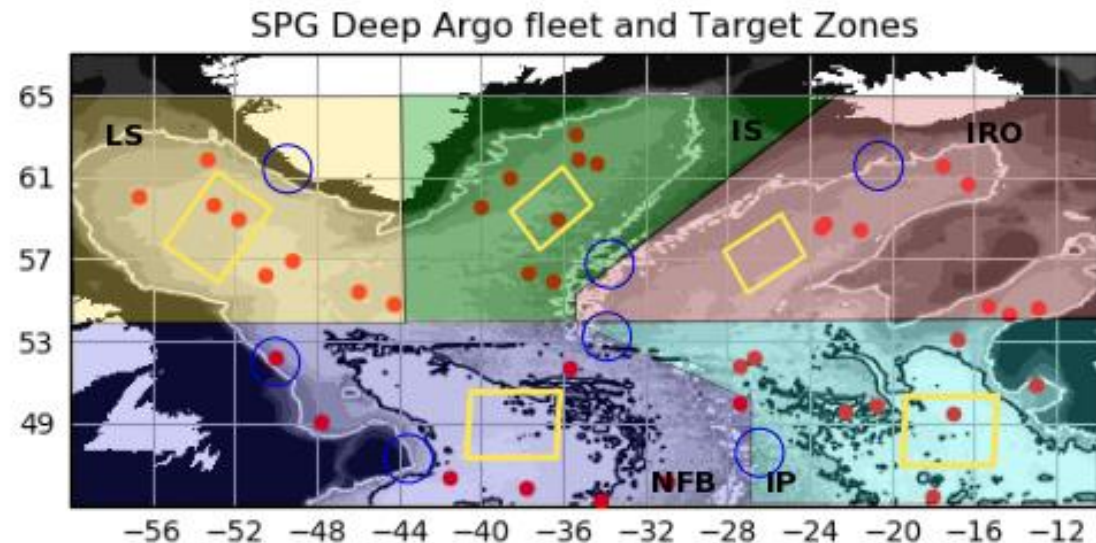 SPG Deep Argo fleet and Target Zones
65
61
57
53
49
LS
IS
IRO
NFB
IP
−56 −52 −48 −44 −40 −36 −32 −28 −24 −20 −16 −12